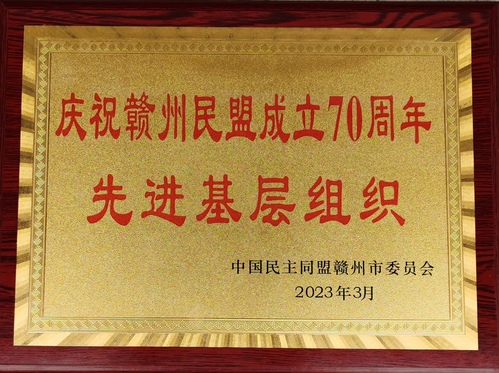 庆祝赣州民盟成立70周年
先进基层组织
中国民主同盟赣州市委员会
2023年3月